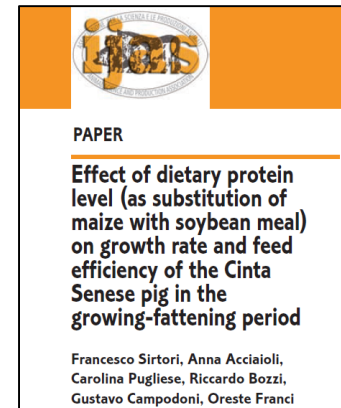 ijas
PAPER
Effect of dietary protein
level (as substitution of
maize with soybean meal)
on growth rate and feed
efficiency of the Cinta
Senese pig in the
growing-fattening period
Francesco Sirtori, Anna Acciaioli,
Carolina Pugliese, Riccardo Bozzi,
Gustavo Campodoni, Oreste Franci